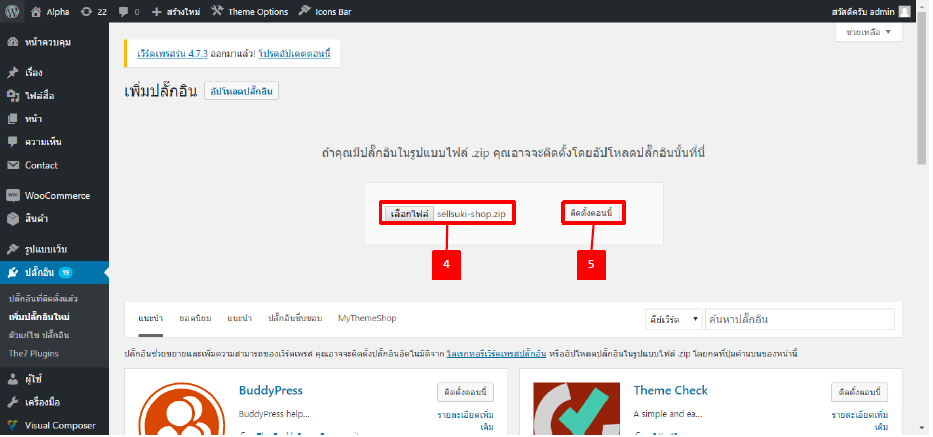 Alpha 22 0 + สร้างใหม่ Theme Options Icons Bar สวัสดีครับ admin
ช่วยเหลือ
หน้าควบคุม
เรื่อง
ไฟล์สื่อ
หน้า
ความเห็น
Contact
WooCommerce
สินค้า
รูปแบบเว็บ
ปลั๊กอิน 19
ปลั๊กอินที่ติดตั้งแล้ว
เพิ่มปลั๊กอินใหม่
ตัวแก้ไข ปลั๊กอิน
The7 Plugins
ผู้ใช้
เครื่องมือ
Visual Composer
เวิร์ดเพรสรุ่น 4.7.3 ออกมาแล้ว! โปรดอัปเดตตอนนี้
เพิ่มปลั๊กอิน อัปโหลดปลั๊กอิน
ถ้าคุณมีปลั๊กอินในรูปแบบไฟล์ .zip คุณอาจจะติดตั้งโดยอัปโหลดปลั๊กอินนั้นที่นี่
เลือกไฟล์ sellsuki-shop.zip ติดตั้งตอนนี้
4 5
แนะนำ ยอดนิยม แนะนำ ปลั๊กอินชื่นชอบ MyThemeShop คีย์เวิร์ด ค้นหาปลั๊กอิน
ปลั๊กอินช่วยขยายและเพิ่มความสามารถของเวิร์ดเพรส คุณอาจจะติดตั้งปลั๊กอินอัตโนมัติจาก ไดเรกทอรีเวิร์ดเพรสปลั๊กอิน หรืออัปโหลดปลั๊กอินในรูปแบบไฟล์ .zip โดยกดที่ปุ่มด้านบนของหน้านี้
BuddyPress ติดตั้งตอนนี้
BuddyPress help... รายละเอียดเพิ่มเติม
Theme Check ติดตั้งตอนนี้
A simple and ea... รายละเอียดเพิ่มเติม